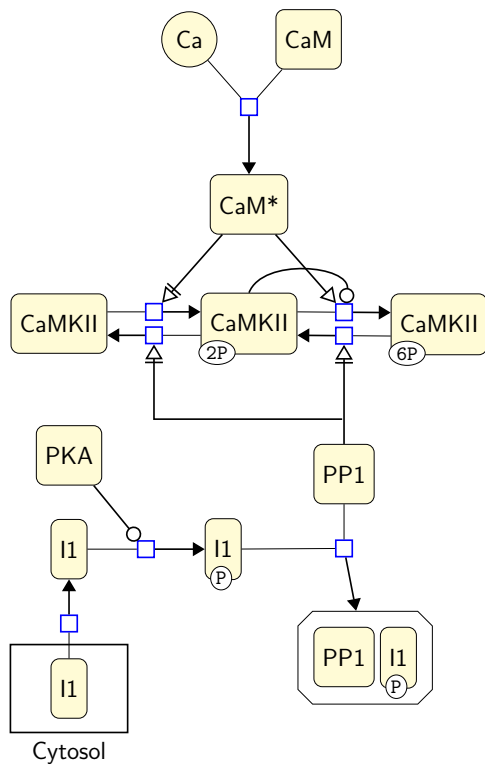 Ca CaM
CaM*
CaMKII CaMKII CaMKII
2P 6P
PKA PP1
I1 I1
P
PP1 I1
P
I1
Cytosol